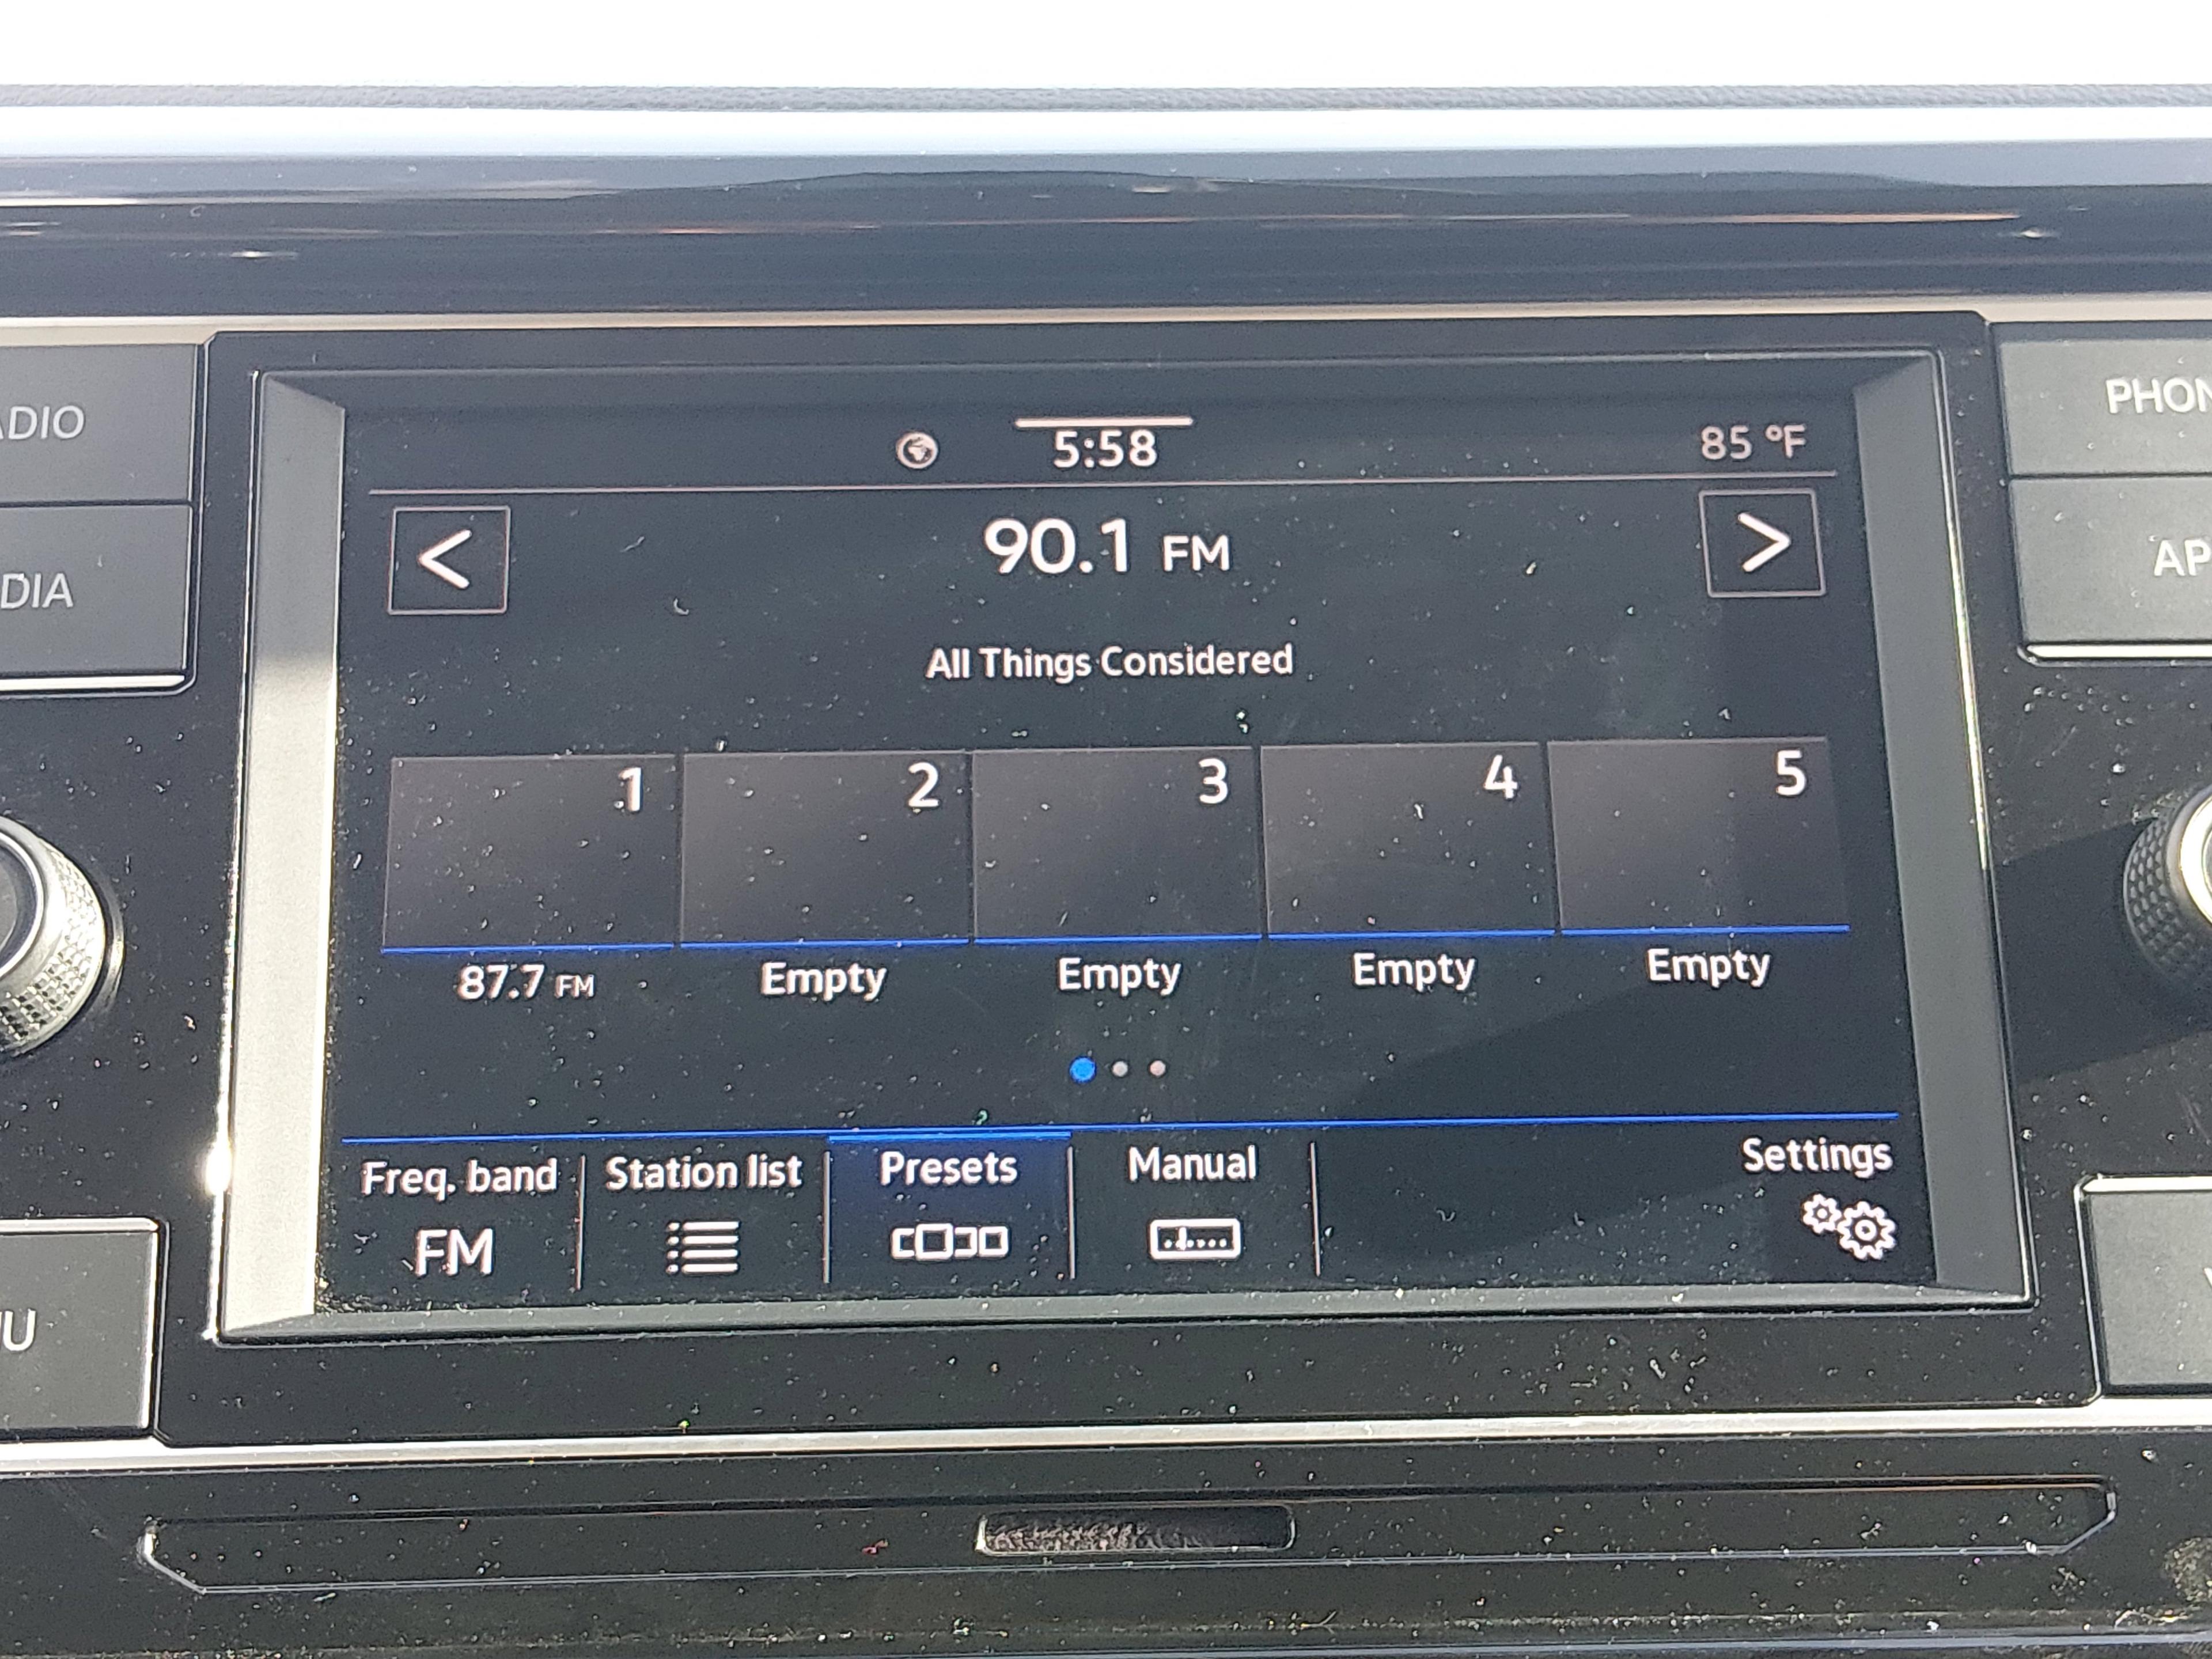 5:58
85 °F
<
90.1 FM
>
All Things Considered
1
2
3
4
5
87.7 FM
Empty
Empty
Empty
Empty
Freq. band
Station list
Presets
Manual
Settings
FM
ADIO
DIA
U
PHON
AP